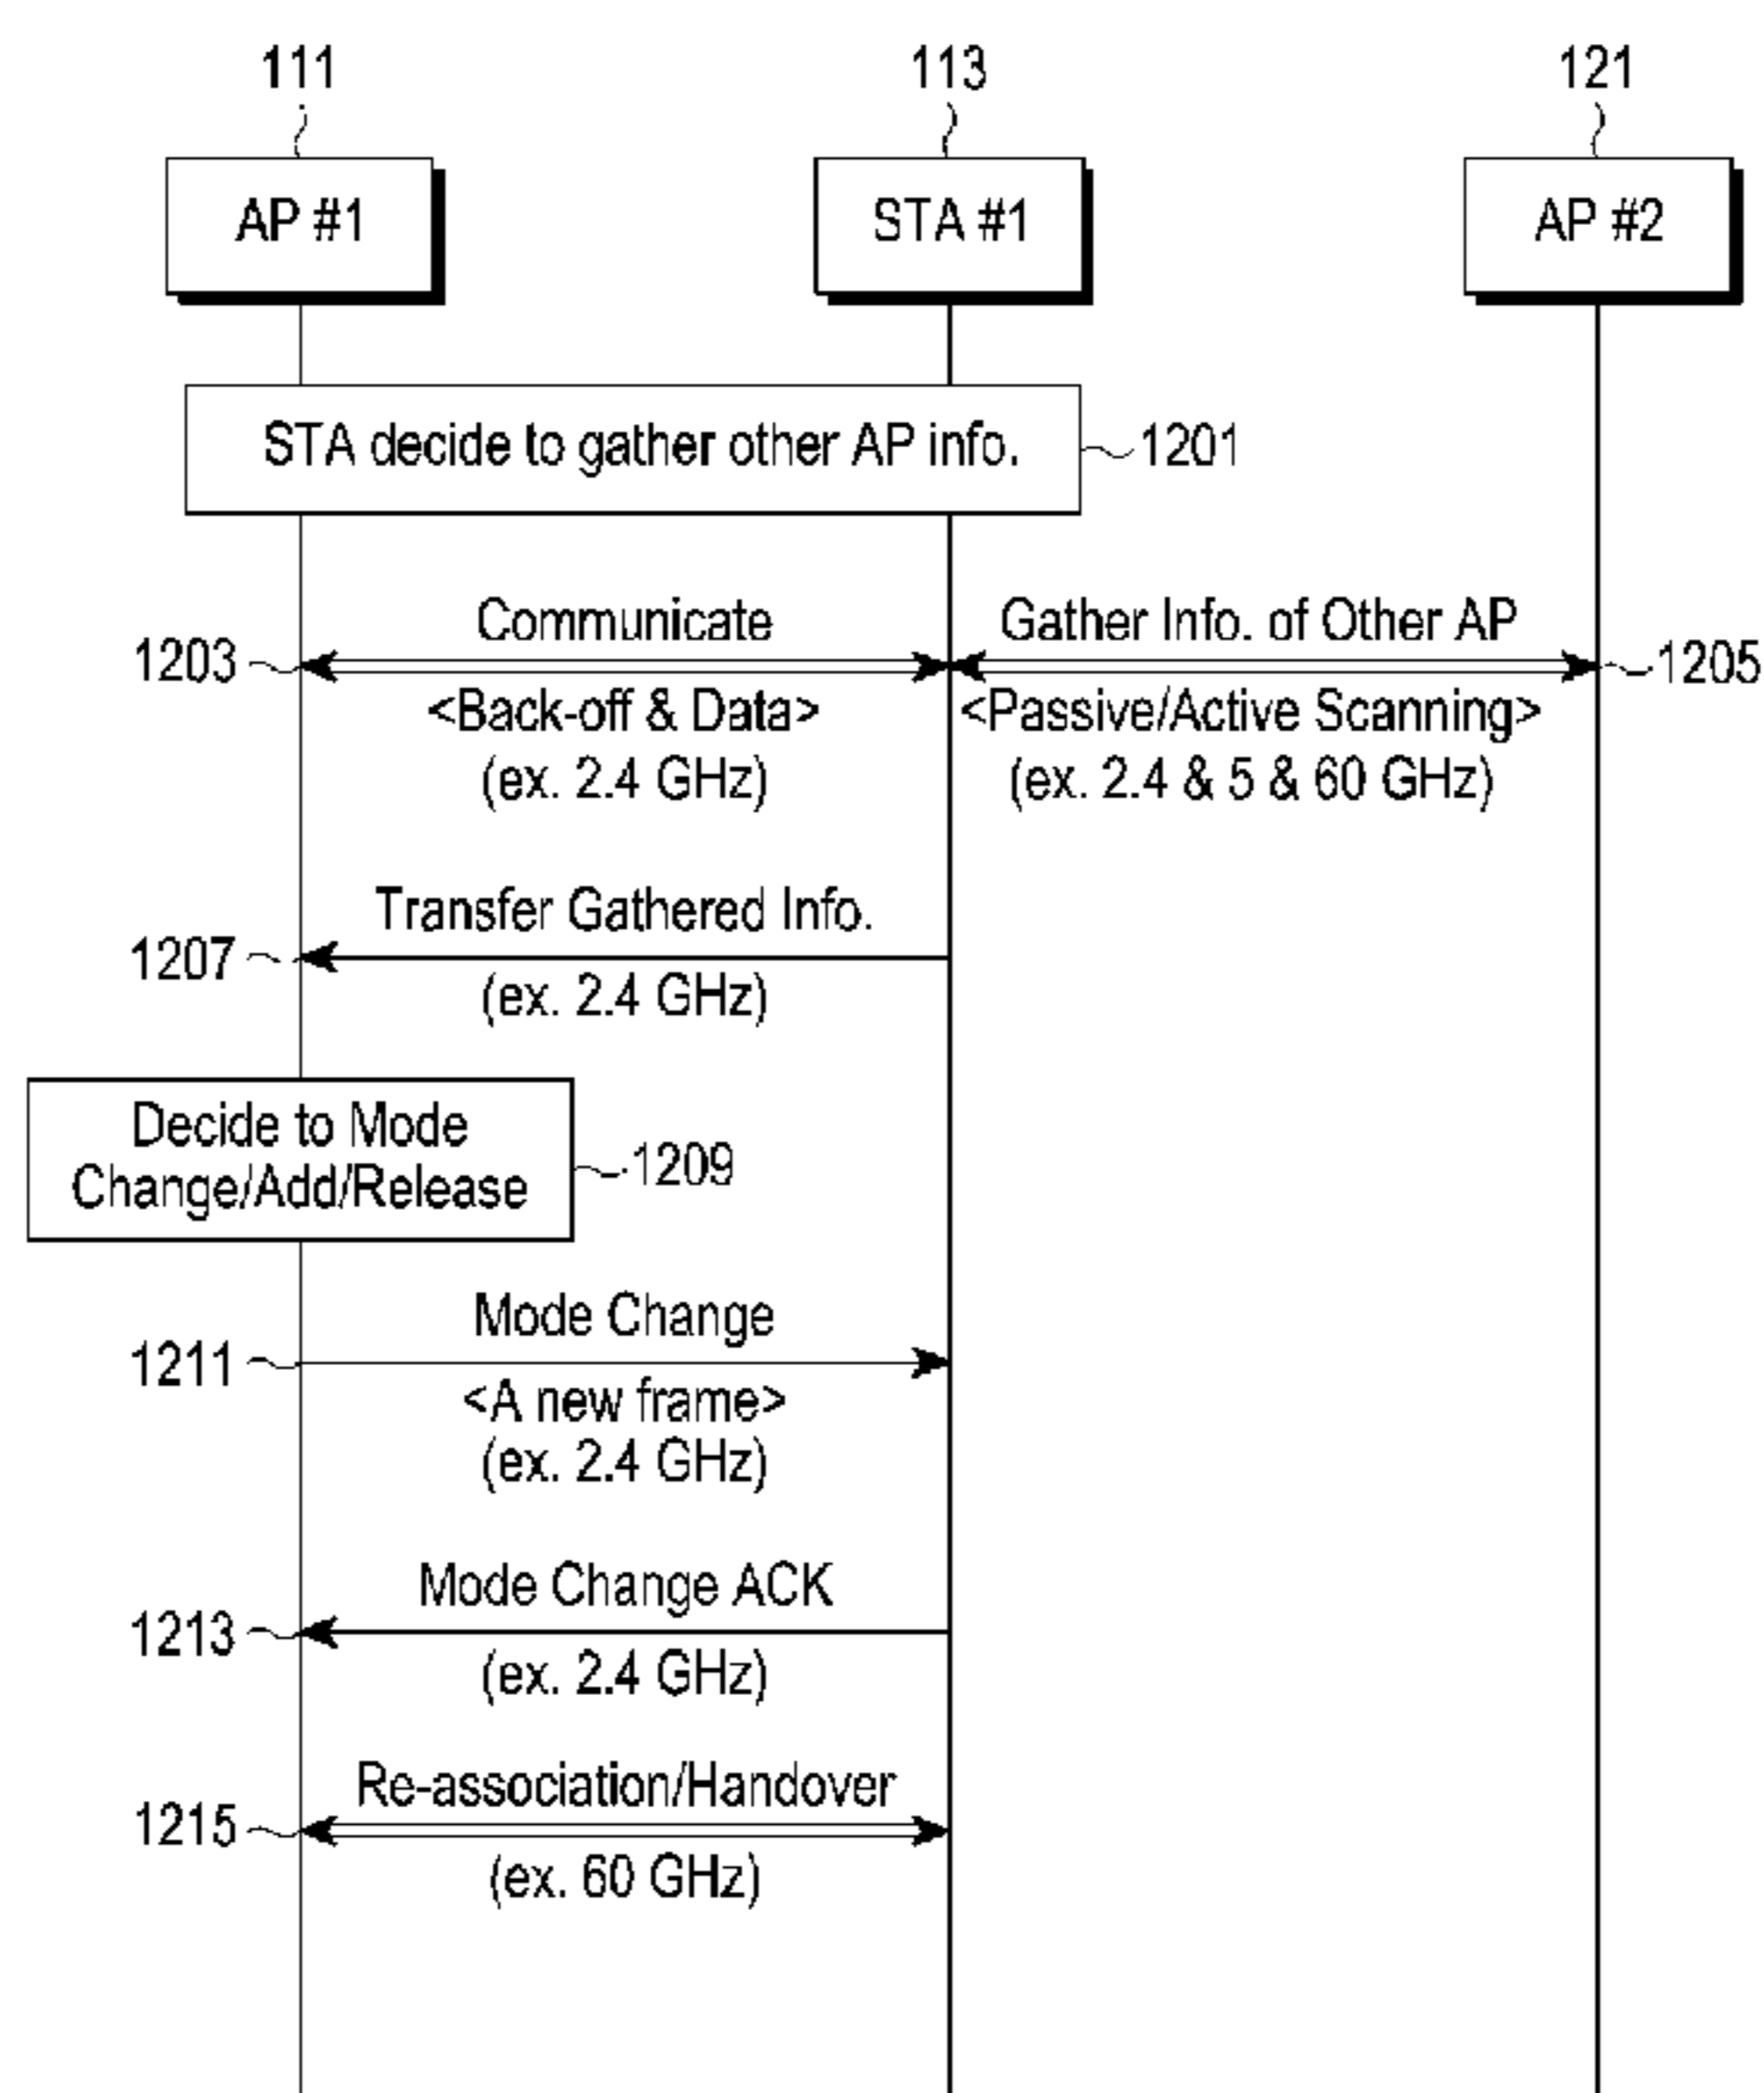 111
113
121
AP #1
STA #1
AP #2
STA decide to gather other AP info.
1201
Communicate
Gather Info. of Other AP
1203
1205
<Back-off & Data>
<Passive/Active Scanning>
(ex. 2.4 GHz)
(ex. 2.4 & 5 & 60 GHz)
Transfer Gathered Info.
1207
(ex. 2.4 GHz)
Decide to Mode
Change/Add/Release
1209
Mode Change
1211
<A new frame>
(ex. 2.4 GHz)
Mode Change ACK
1213
(ex. 2.4 GHz)
Re-association/Handover
1215
(ex. 60 GHz)